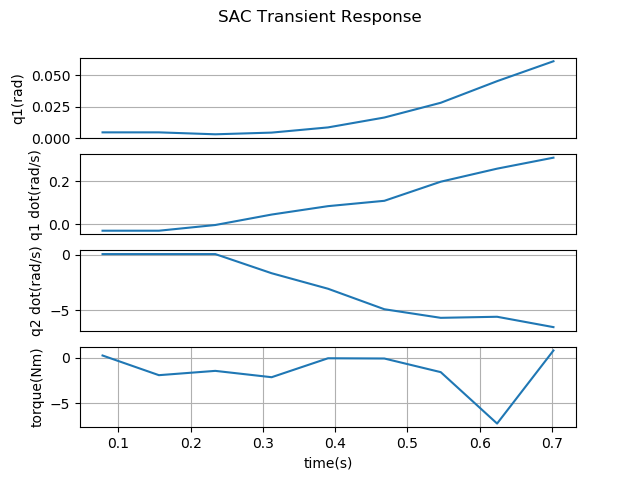 SAC Transient Response
q1(rad)
0.050
0.025
0.000
q1 dot(rad/s)
0.2
0.0
q2 dot(rad/s)
0
−5
torque(Nm)
0
−5
0.1 0.2 0.3 0.4 0.5 0.6 0.7
time(s)